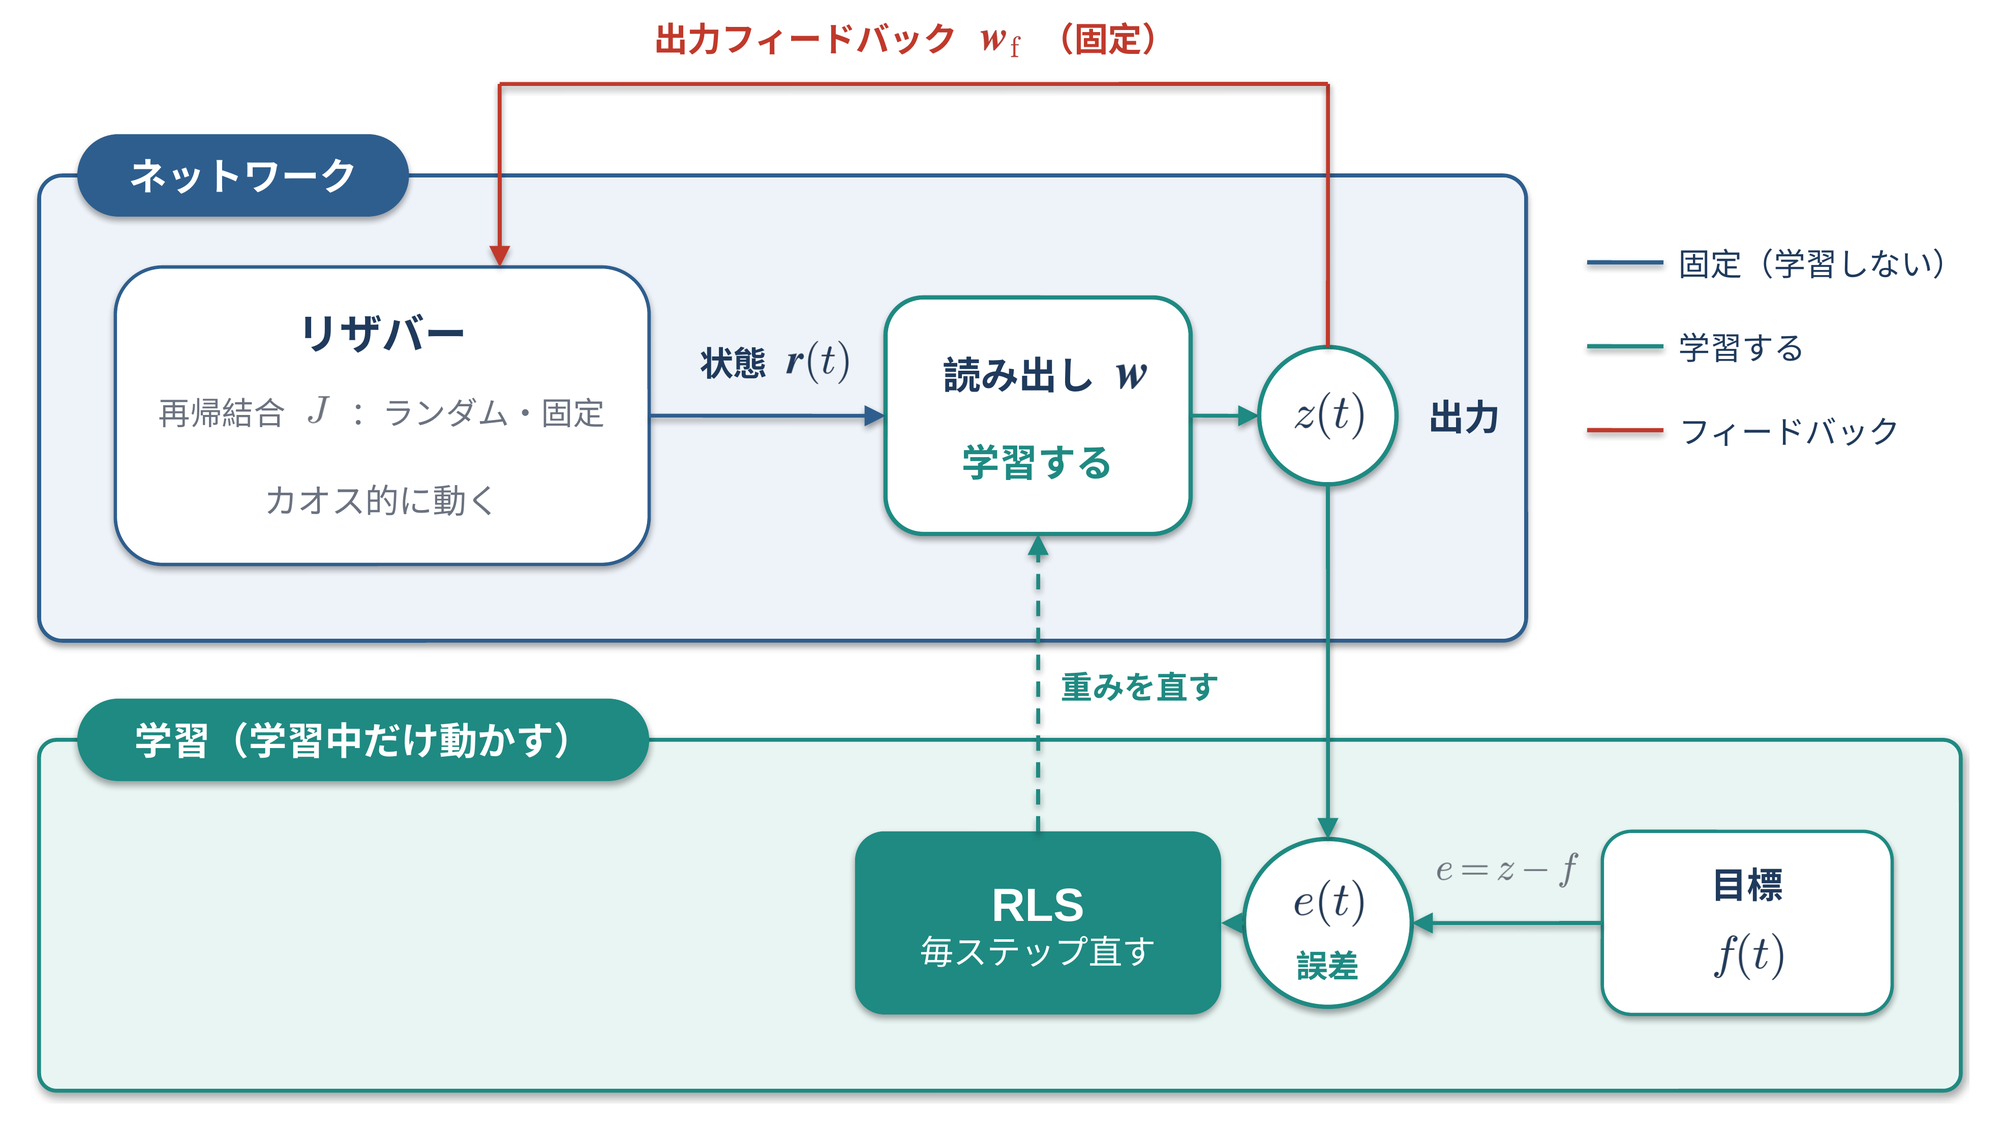 出力フィードバック w_f （固定）
ネットワーク
リザバー
再帰結合 J ： ランダム・固定
カオス的に動く
状態 r(t)
読み出し w
学習する
z(t)
出力
固定（学習しない）
学習する
フィードバック
重みを直す
学習（学習中だけ動かす）
RLS
毎ステップ直す
e(t)
誤差
e = z − f
目標
f(t)